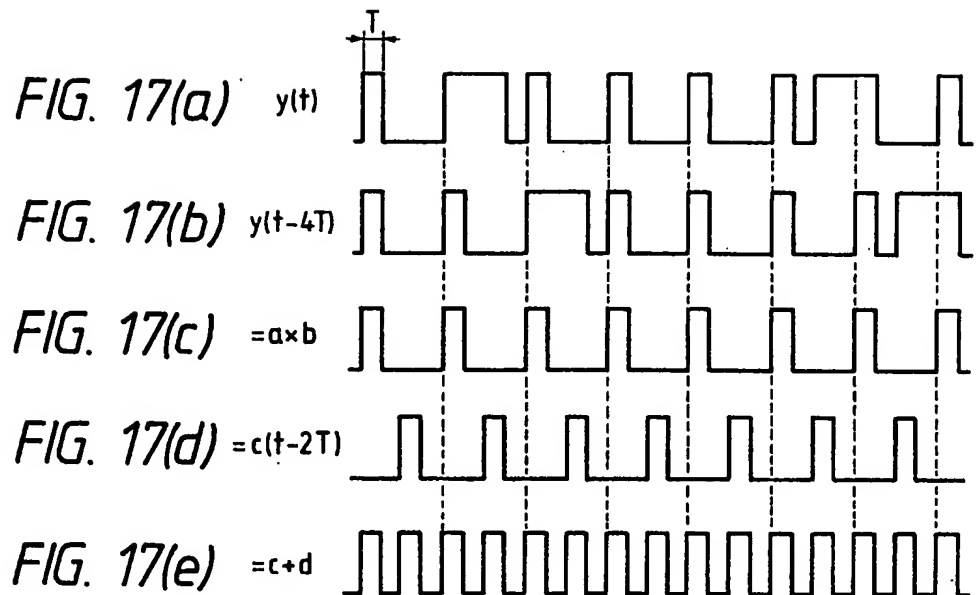 T
FIG. 17(a) y(t)
FIG. 17(b) y(t-4T)
FIG. 17(c) =a×b
FIG. 17(d) =c(t-2T)
FIG. 17(e) =c+d